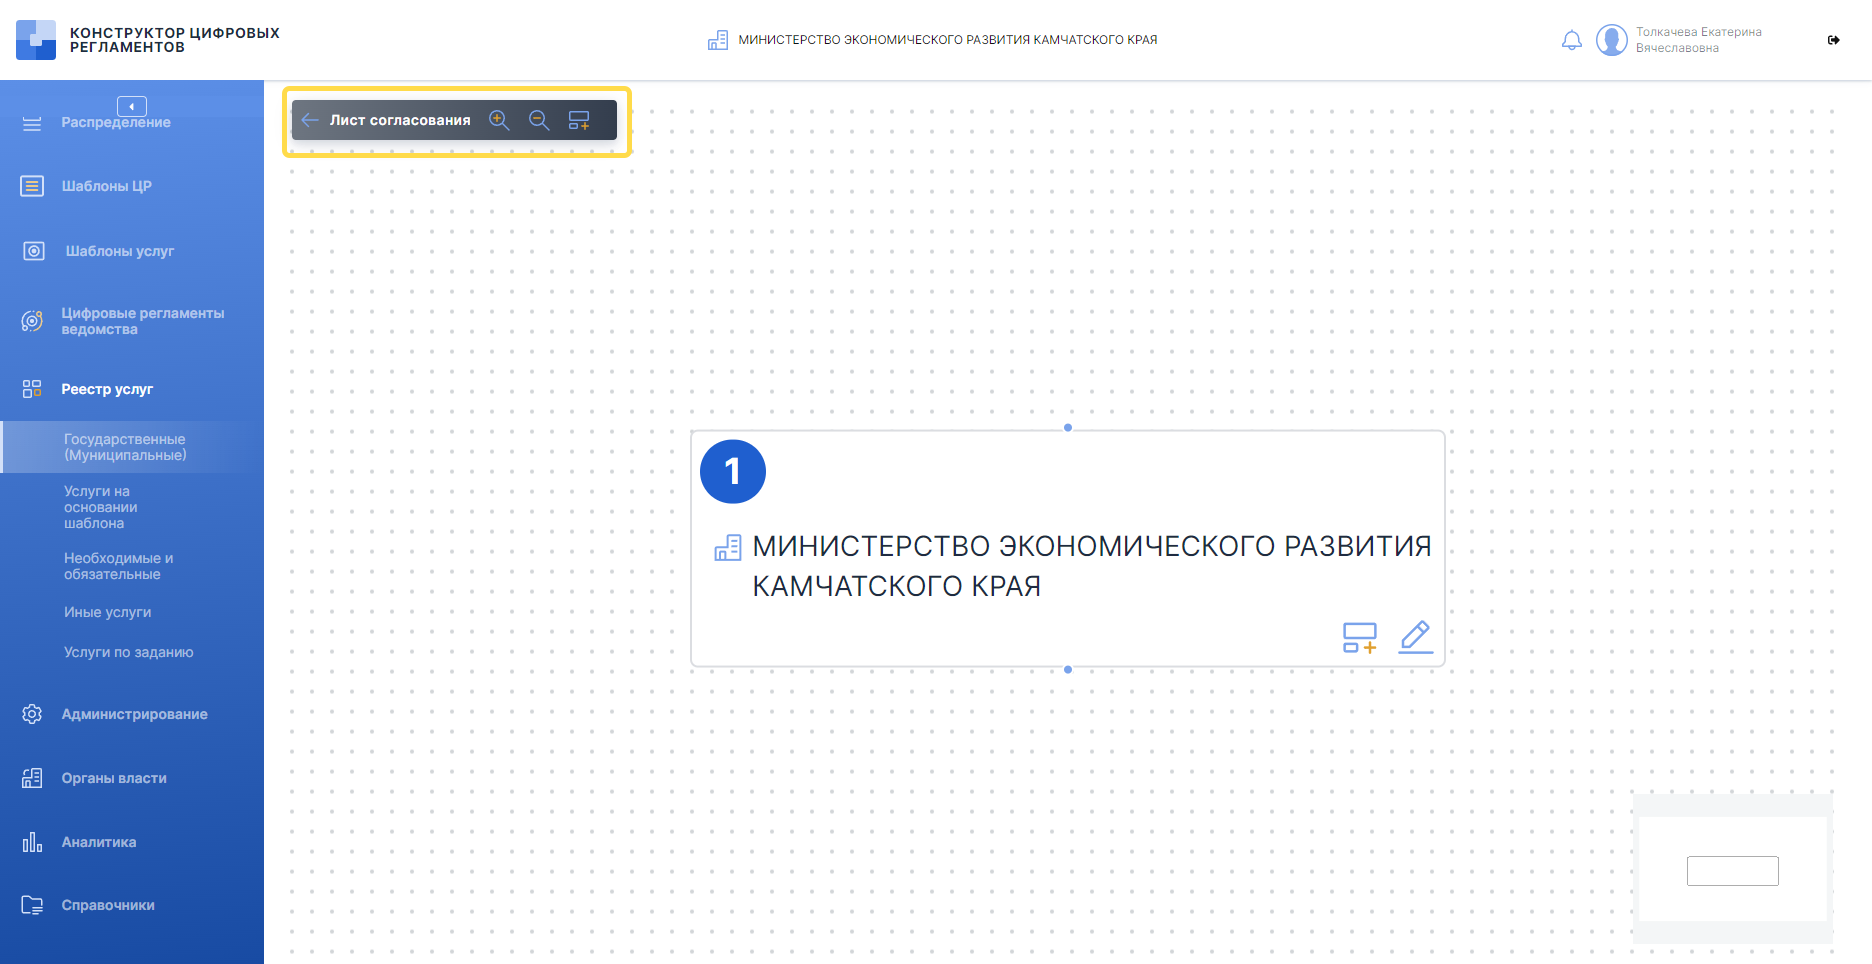 КОНСТРУКТОР ЦИФРОВЫХ
РЕГЛАМЕНТОВ
МИНИСТЕРСТВО ЭКОНОМИЧЕСКОГО РАЗВИТИЯ КАМЧАТСКОГО КРАЯ
Толкачева Екатерина
Вячеславовна
Распределение
Шаблоны ЦР
Шаблоны услуг
Цифровые регламенты
ведомства
Реестр услуг
Государственные
(Муниципальные)
Услуги на
основании
шаблона
Необходимые и
обязательные
Иные услуги
Услуги по заданию
Администрирование
Органы власти
Аналитика
Справочники
Лист согласования
1
МИНИСТЕРСТВО ЭКОНОМИЧЕСКОГО РАЗВИТИЯ
КАМЧАТСКОГО КРАЯ